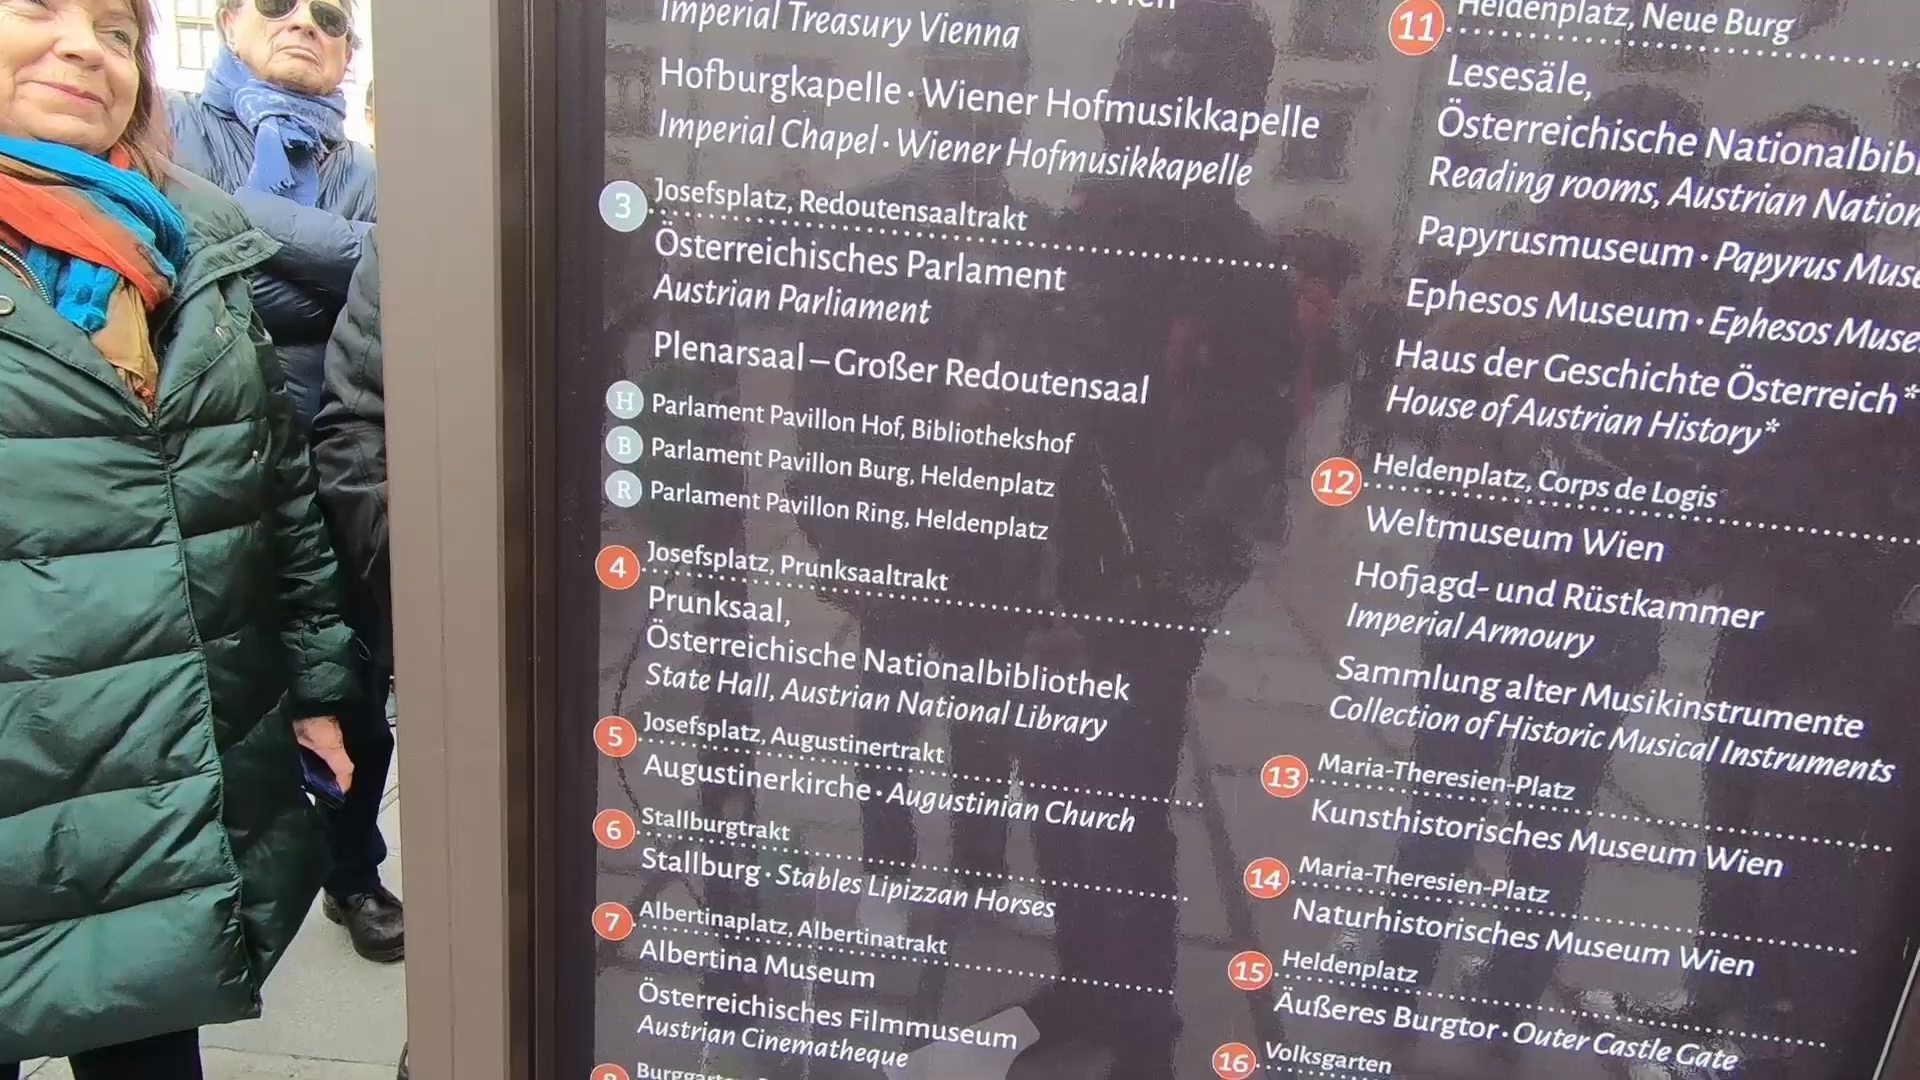 Wien
Imperial Treasury Vienna
Hofburgkapelle · Wiener Hofmusikkapelle
Imperial Chapel · Wiener Hofmusikkapelle
3 Josefsplatz, Redoutensaaltrakt
Österreichisches Parlament
Austrian Parliament
Plenarsaal – Großer Redoutensaal
H Parlament Pavillon Hof, Bibliothekshof
B Parlament Pavillon Burg, Heldenplatz
R Parlament Pavillon Ring, Heldenplatz
4 Josefsplatz, Prunksaaltrakt
Prunksaal,
Österreichische Nationalbibliothek
State Hall, Austrian National Library
5 Josefsplatz, Augustinertrakt
Augustinerkirche · Augustinian Church
6 Stallburgtrakt
Stallburg · Stables Lipizzan Horses
7 Albertinaplatz, Albertinatrakt
Albertina Museum
Österreichisches Filmmuseum
Austrian Cinematheque
8
11 Heldenplatz, Neue Burg
Lesesäle,
Österreichische Nationalbib
Reading rooms, Austrian Nation
Papyrusmuseum · Papyrus Muse
Ephesos Museum · Ephesos Muse
Haus der Geschichte Österreich*
House of Austrian History*
12 Heldenplatz, Corps de Logis
Weltmuseum Wien
Hofjagd- und Rüstkammer
Imperial Armoury
Sammlung alter Musikinstrumente
Collection of Historic Musical Instruments
13 Maria-Theresien-Platz
Kunsthistorisches Museum Wien
14 Maria-Theresien-Platz
Naturhistorisches Museum Wien
15 Heldenplatz
Äußeres Burgtor · Outer Castle Gate
16 Volksgarten